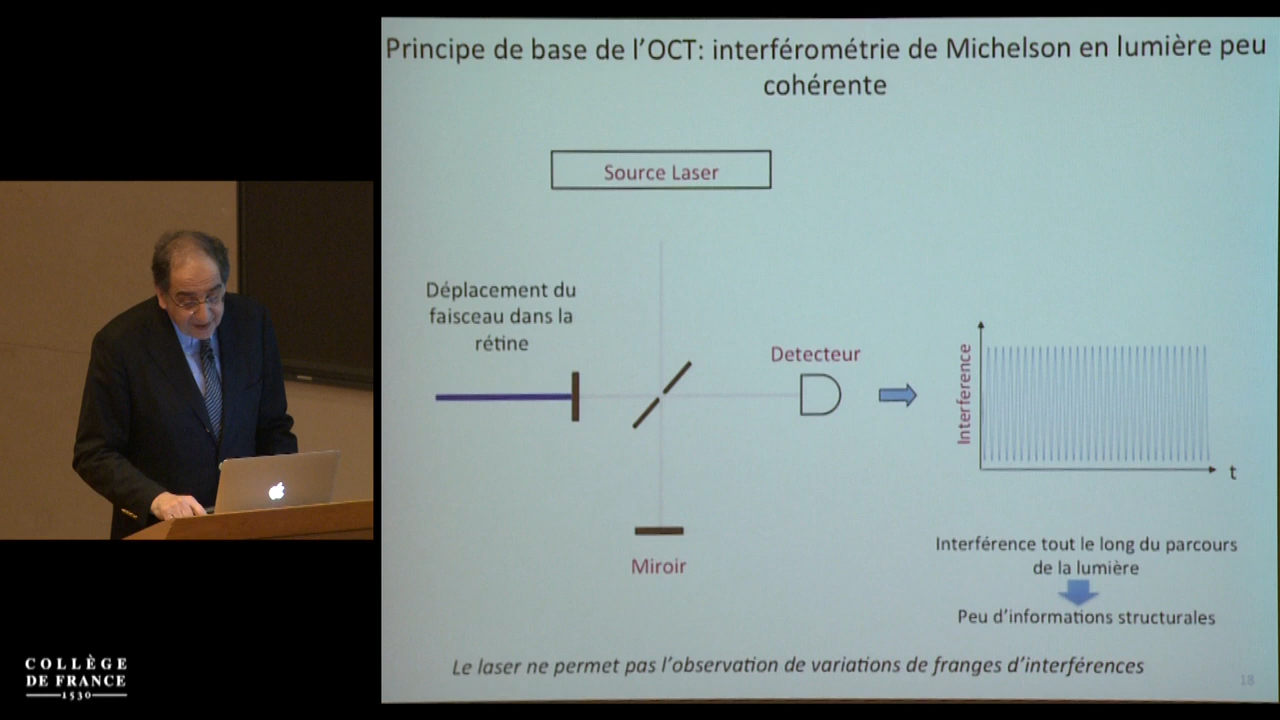 Principe de base de l'OCT: interférométrie de Michelson en lumière peu
cohérente
Source Laser
Déplacement du
faisceau dans la
rétine
Detecteur
Interference
t
Miroir
Interférence tout le long du parcours
de la lumière
Peu d'informations structurales
Le laser ne permet pas l'observation de variations de franges d'interférences
18
COLLÈGE
DE FRANCE
1530